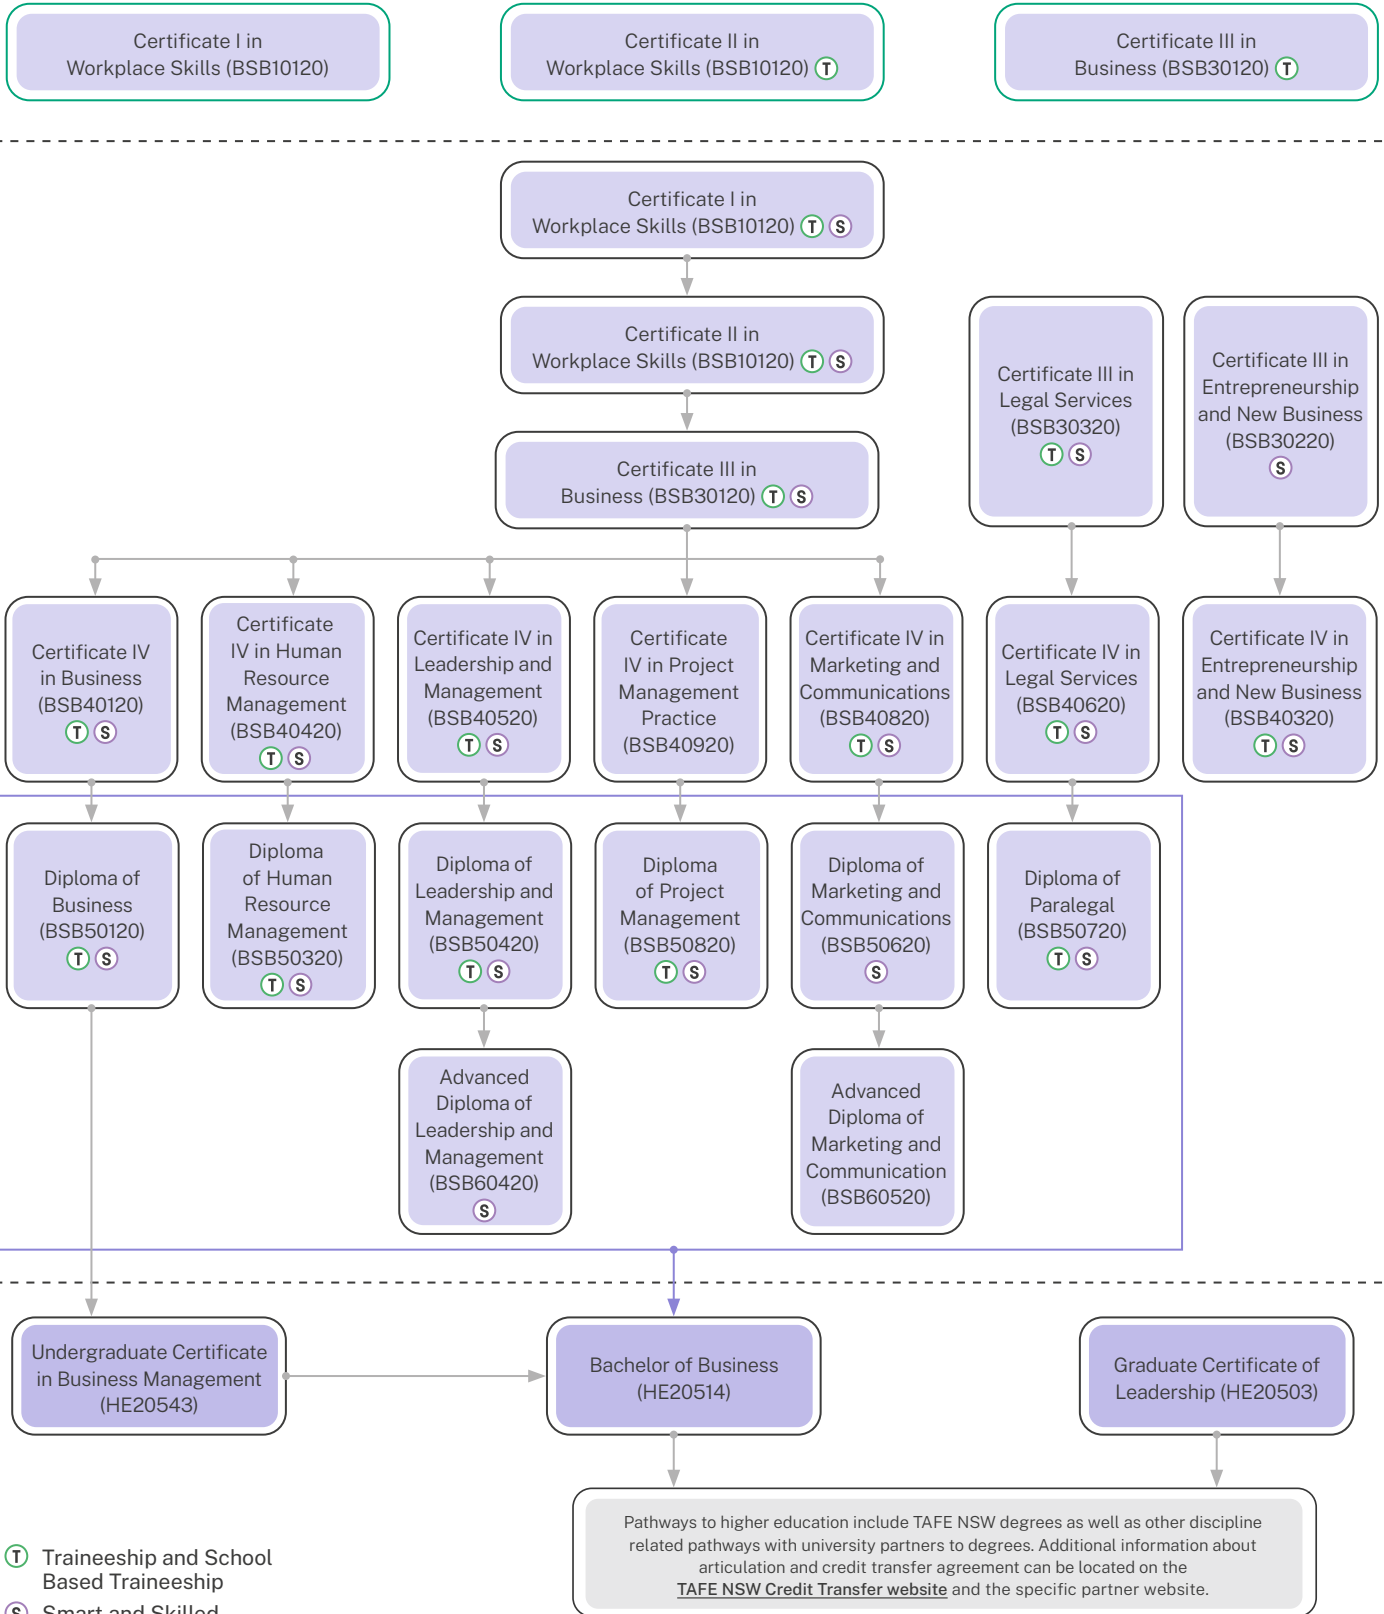 Certificate I in
Workplace Skills (BSB10120)
Certificate II in
Workplace Skills (BSB10120) T
Certificate III in
Business (BSB30120) T
Certificate I in
Workplace Skills (BSB10120) T S
Certificate II in
Workplace Skills (BSB10120) T S
Certificate III in
Legal Services
(BSB30320)
T S
Certificate III in
Entrepreneurship
and New Business
(BSB30220)
S
Certificate III in
Business (BSB30120) T S
Certificate IV
in Business
(BSB40120)
T S
Certificate
IV in Human
Resource
Management
(BSB40420)
T S
Certificate IV in
Leadership and
Management
(BSB40520)
T S
Certificate
IV in Project
Management
Practice
(BSB40920)
Certificate IV in
Marketing and
Communications
(BSB40820)
T S
Certificate IV in
Legal Services
(BSB40620)
T S
Certificate IV in
Entrepreneurship
and New Business
(BSB40320)
T S
Diploma of
Business
(BSB50120)
T S
Diploma
of Human
Resource
Management
(BSB50320)
T S
Diploma of
Leadership and
Management
(BSB50420)
T S
Diploma
of Project
Management
(BSB50820)
T S
Diploma of
Marketing and
Communications
(BSB50620)
S
Diploma of
Paralegal
(BSB50720)
T S
Advanced
Diploma of
Leadership and
Management
(BSB60420)
S
Advanced
Diploma of
Marketing and
Communication
(BSB60520)
Undergraduate Certificate
in Business Management
(HE20543)
Bachelor of Business
(HE20514)
Graduate Certificate of
Leadership (HE20503)
Pathways to higher education include TAFE NSW degrees as well as other discipline
related pathways with university partners to degrees. Additional information about
articulation and credit transfer agreement can be located on the
TAFE NSW Credit Transfer website and the specific partner website.
T Traineeship and School
Based Traineeship
S Smart and Skilled